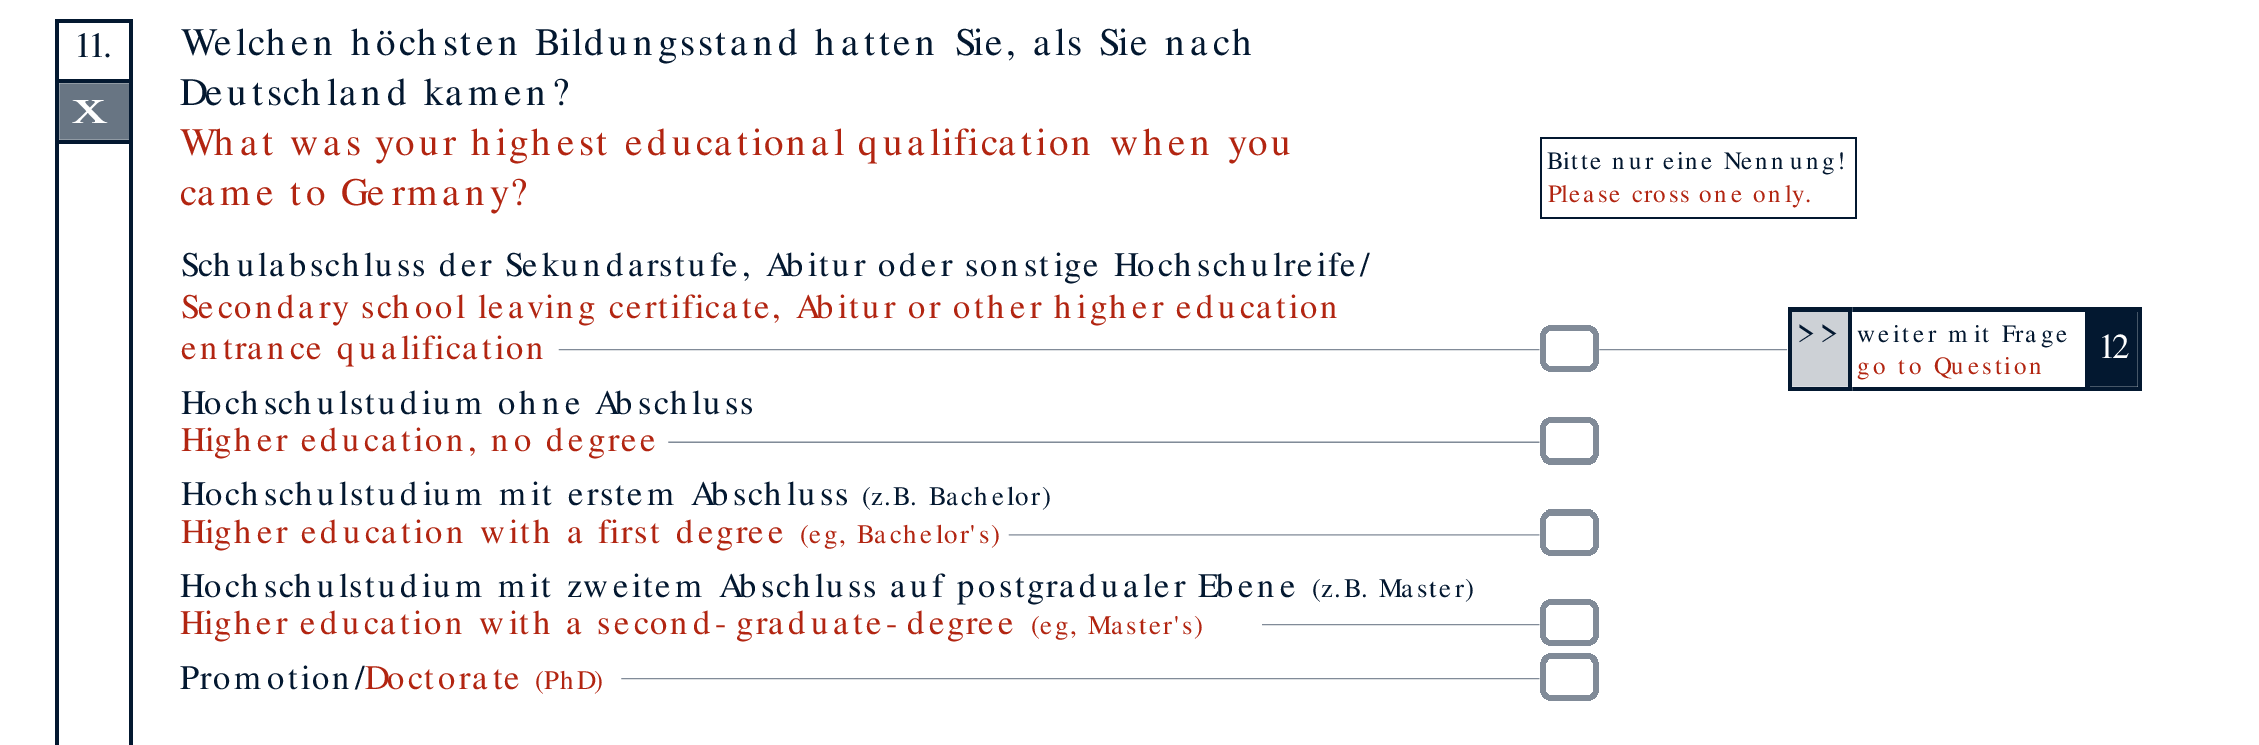 11.
Welchen höchsten Bildungsstand hatten Sie, als Sie nach
Deutschland kamen?
X
What was your highest educational qualification when you
came to Germany?
Bitte nur eine Nennung!
Please cross one only.
Schulabschluss der Sekundarstufe, Abitur oder sonstige Hochschulreife/
Secondary school leaving certificate, Abitur or other higher education
entrance qualification
>> weiter mit Frage
go to Question
12
Hochschulstudium ohne Abschluss
Higher education, no degree
Hochschulstudium mit erstem Abschluss (z.B. Bachelor)
Higher education with a first degree (eg, Bachelor's)
Hochschulstudium mit zweitem Abschluss auf postgradualer Ebene (z.B. Master)
Higher education with a second-graduate-degree (eg, Master's)
Promotion/Doctorate (PhD)